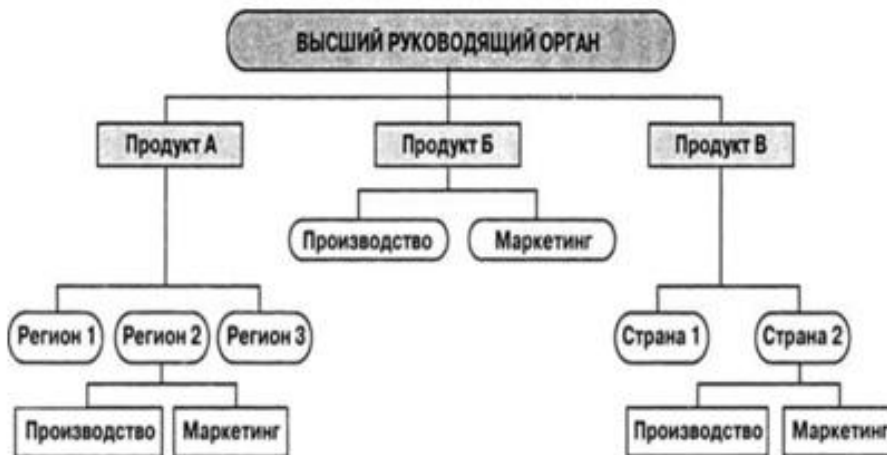 ВЫСШИЙ РУКОВОДЯЩИЙ ОРГАН
Продукт А
Продукт Б
Продукт В
Производство
Маркетинг
Регион 1
Регион 2
Регион 3
Страна 1
Страна 2
Производство
Маркетинг
Производство
Маркетинг